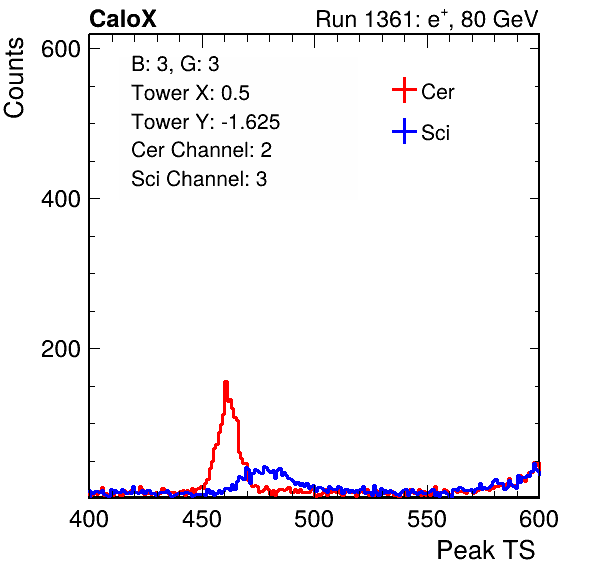 CaloX Run 1361: e⁺, 80 GeV
B: 3, G: 3
Tower X: 0.5
Tower Y: -1.625
Cer Channel: 2
Sci Channel: 3
Cer
Sci
Counts
600
400
200
400 450 500 550 600
Peak TS